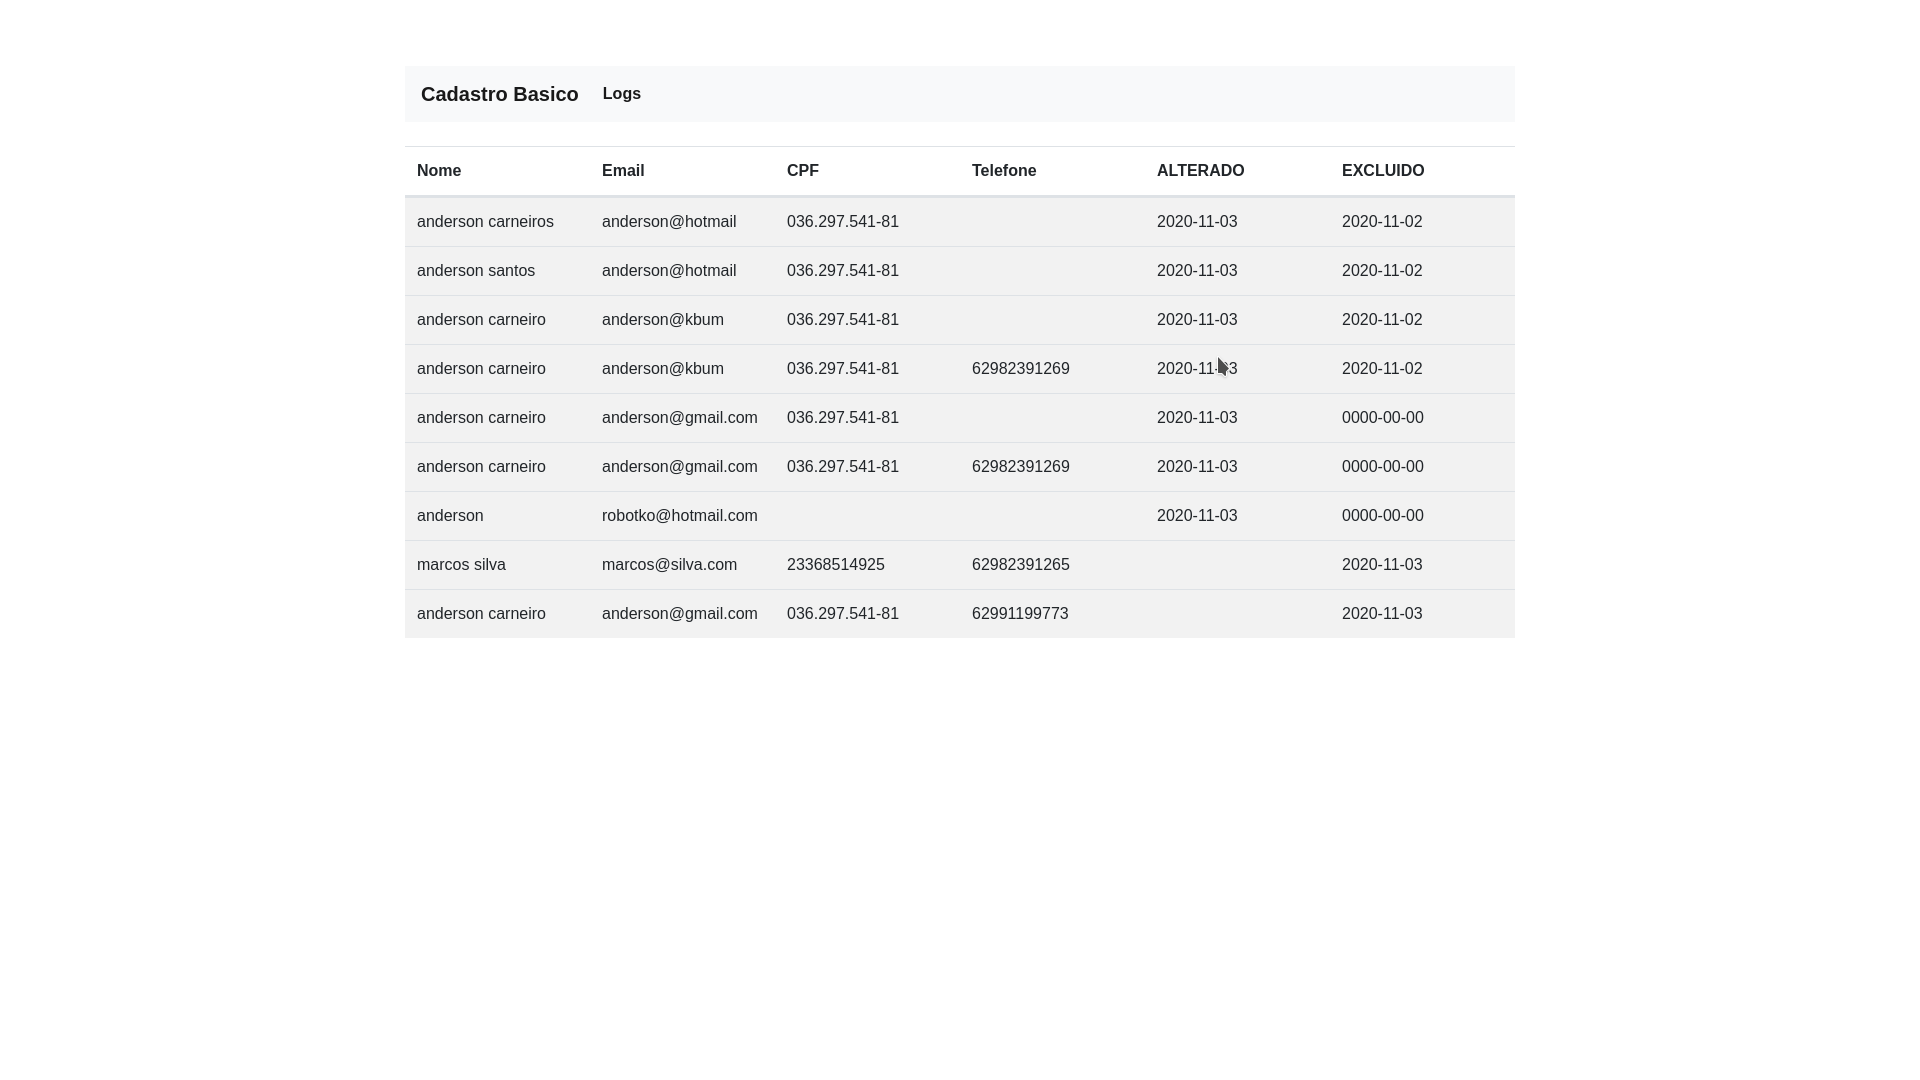 Cadastro Basico Logs
Nome Email CPF Telefone ALTERADO EXCLUIDO
anderson carneiros anderson@hotmail 036.297.541-81 2020-11-03 2020-11-02
anderson santos anderson@hotmail 036.297.541-81 2020-11-03 2020-11-02
anderson carneiro anderson@kbum 036.297.541-81 2020-11-03 2020-11-02
anderson carneiro anderson@kbum 036.297.541-81 62982391269 2020-11-03 2020-11-02
anderson carneiro anderson@gmail.com 036.297.541-81 2020-11-03 0000-00-00
anderson carneiro anderson@gmail.com 036.297.541-81 62982391269 2020-11-03 0000-00-00
anderson robotko@hotmail.com 2020-11-03 0000-00-00
marcos silva marcos@silva.com 23368514925 62982391265 2020-11-03
anderson carneiro anderson@gmail.com 036.297.541-81 62991199773 2020-11-03